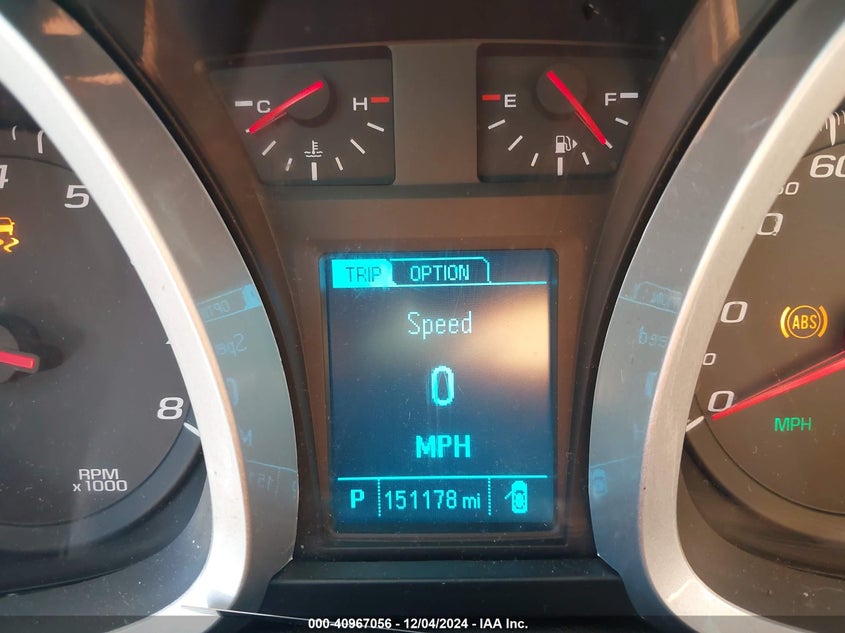 C H
E F
4
5
8
RPM
x 1000
TRIP OPTION
Speed
0
MPH
P 151178 mi
60
ABS
0
MPH
000-40967056 - 12/04/2024 - IAA Inc.